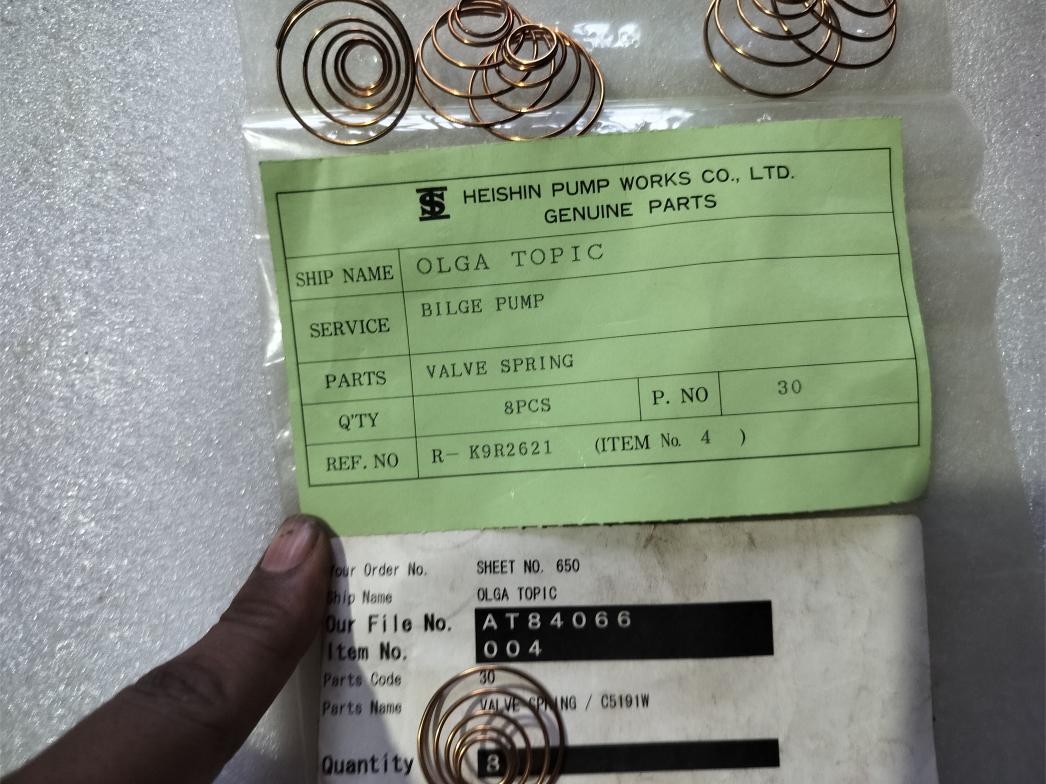 HEISHIN PUMP WORKS CO., LTD.
GENUINE PARTS
SHIP NAME OLGA TOPIC
SERVICE BILGE PUMP
PARTS VALVE SPRING
Q'TY 8PCS P. NO 30
REF. NO R- K9R2621 (ITEM No. 4 )
Your Order No. SHEET NO. 650
Ship Name OLGA TOPIC
Our File No. AT84066
Item No. 004
Parts Code 30
Parts Name VALVE SPRING / C5191W
Quantity 8